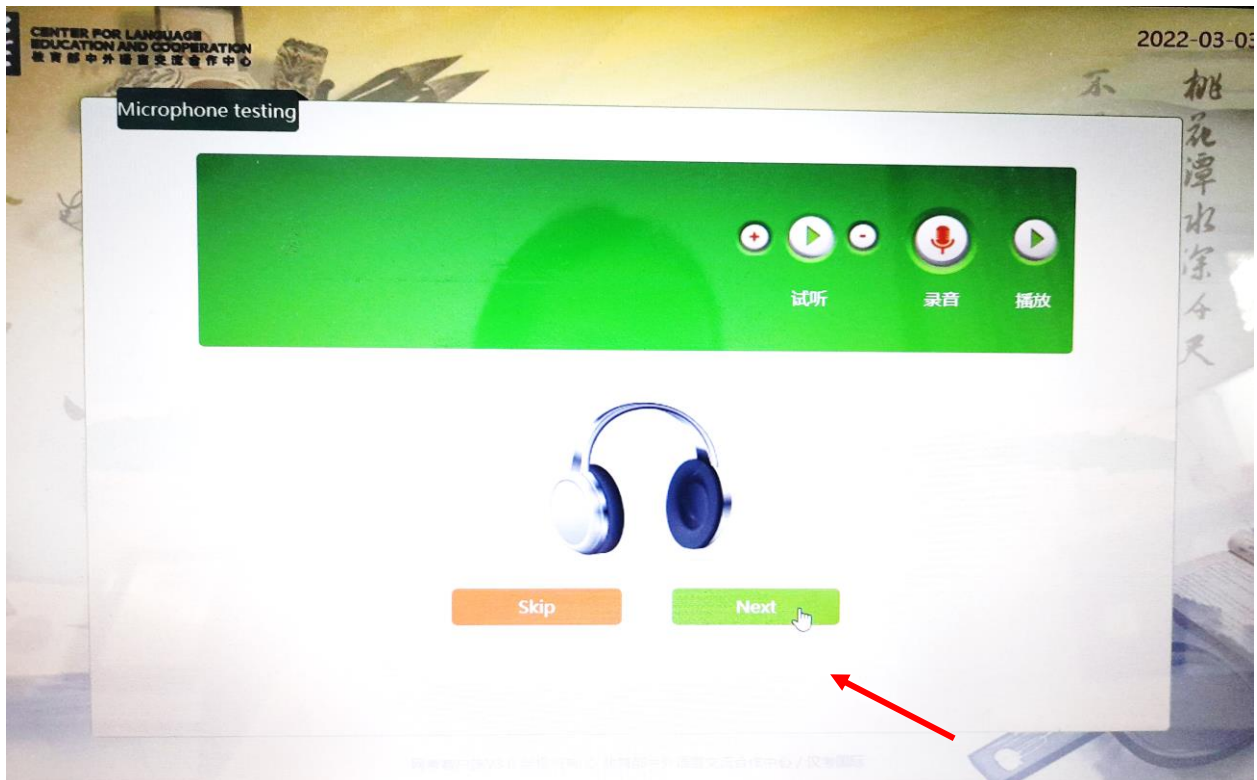 CENTER FOR LANGUAGE
EDUCATION AND COOPERATION
教育部中外语言交流合作中心
2022-03-03
Microphone testing
试听
录音
播放
Skip
Next
桃花潭水深千尺
不